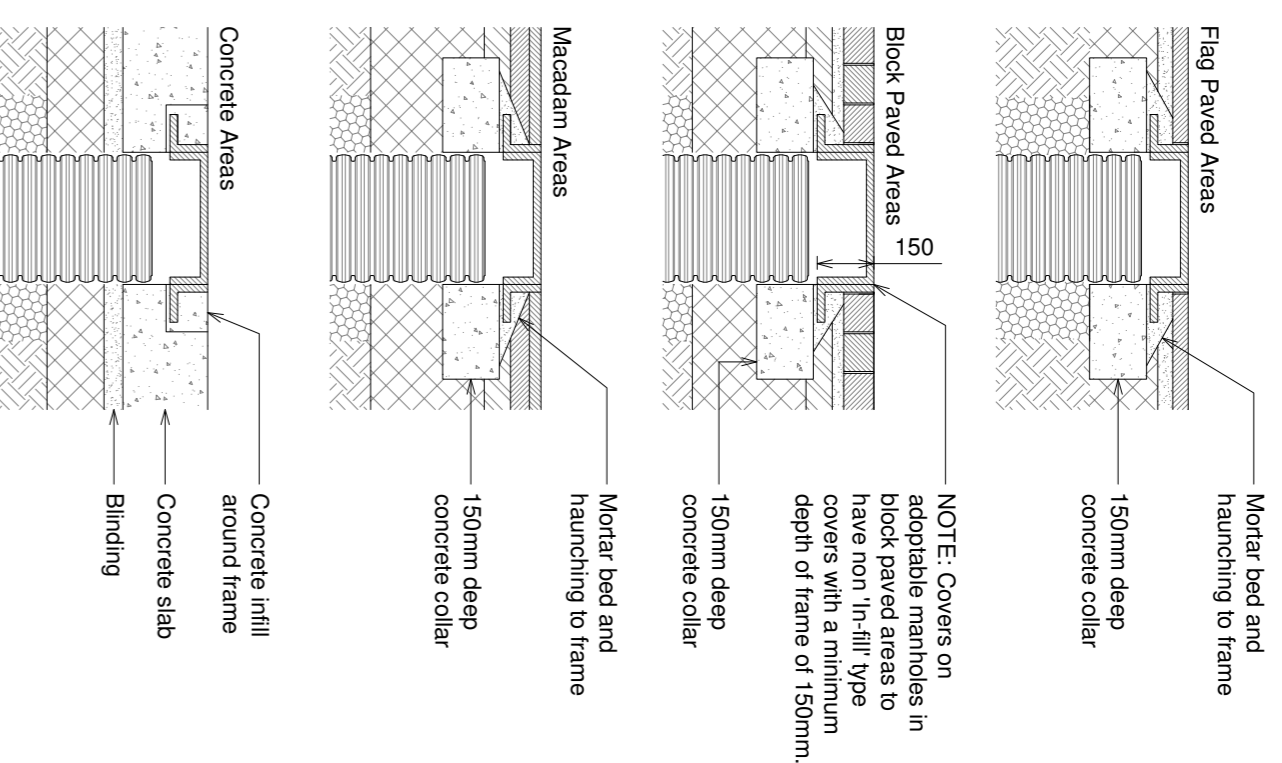 Flag Paved Areas
Mortar bed and
haunching to frame
150mm deep
concrete collar
Block Paved Areas
150
NOTE: Covers on
adoptable manholes in
block paved areas to
have non 'In-fill' type
covers with a minimum
depth of frame of 150mm.
150mm deep
concrete collar
Macadam Areas
Mortar bed and
haunching to frame
150mm deep
concrete collar
Concrete Areas
Concrete infill
around frame
Concrete slab
Blinding